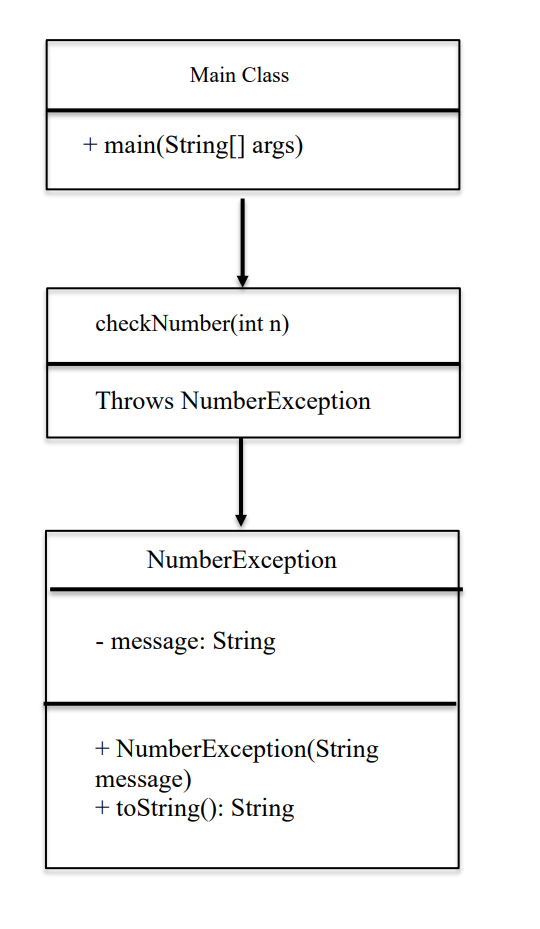 Main Class
+ main(String[] args)
checkNumber(int n)
Throws NumberException
NumberException
- message: String
+ NumberException(String
message)
+ toString(): String